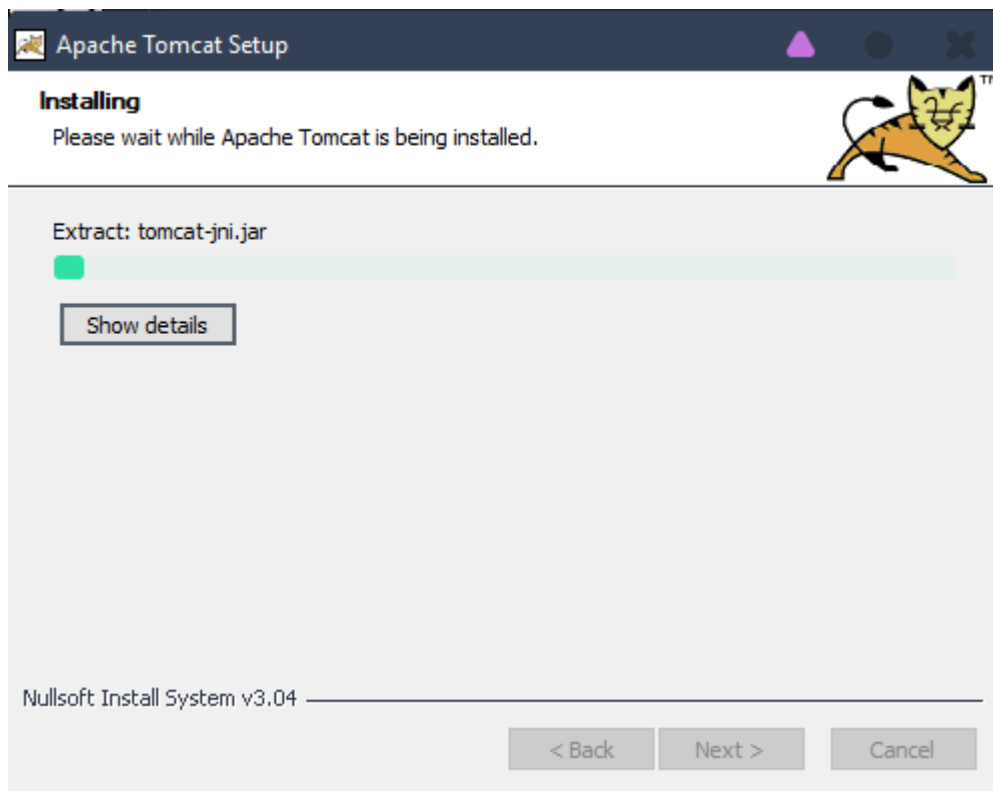 Apache Tomcat Setup
Installing
Please wait while Apache Tomcat is being installed.
TM
Extract: tomcat-jni.jar
Show details
Nullsoft Install System v3.04
< Back Next > Cancel